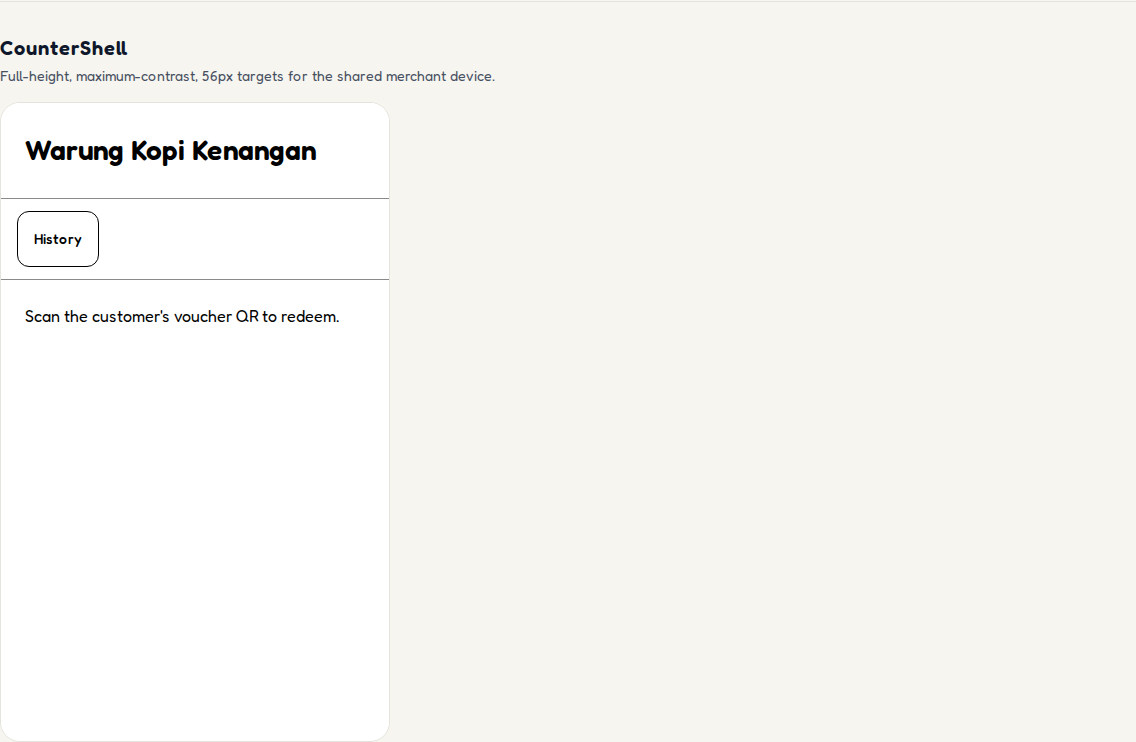 CounterShell
Full-height, maximum-contrast, 56px targets for the shared merchant device.
Warung Kopi Kenangan
History
Scan the customer's voucher QR to redeem.